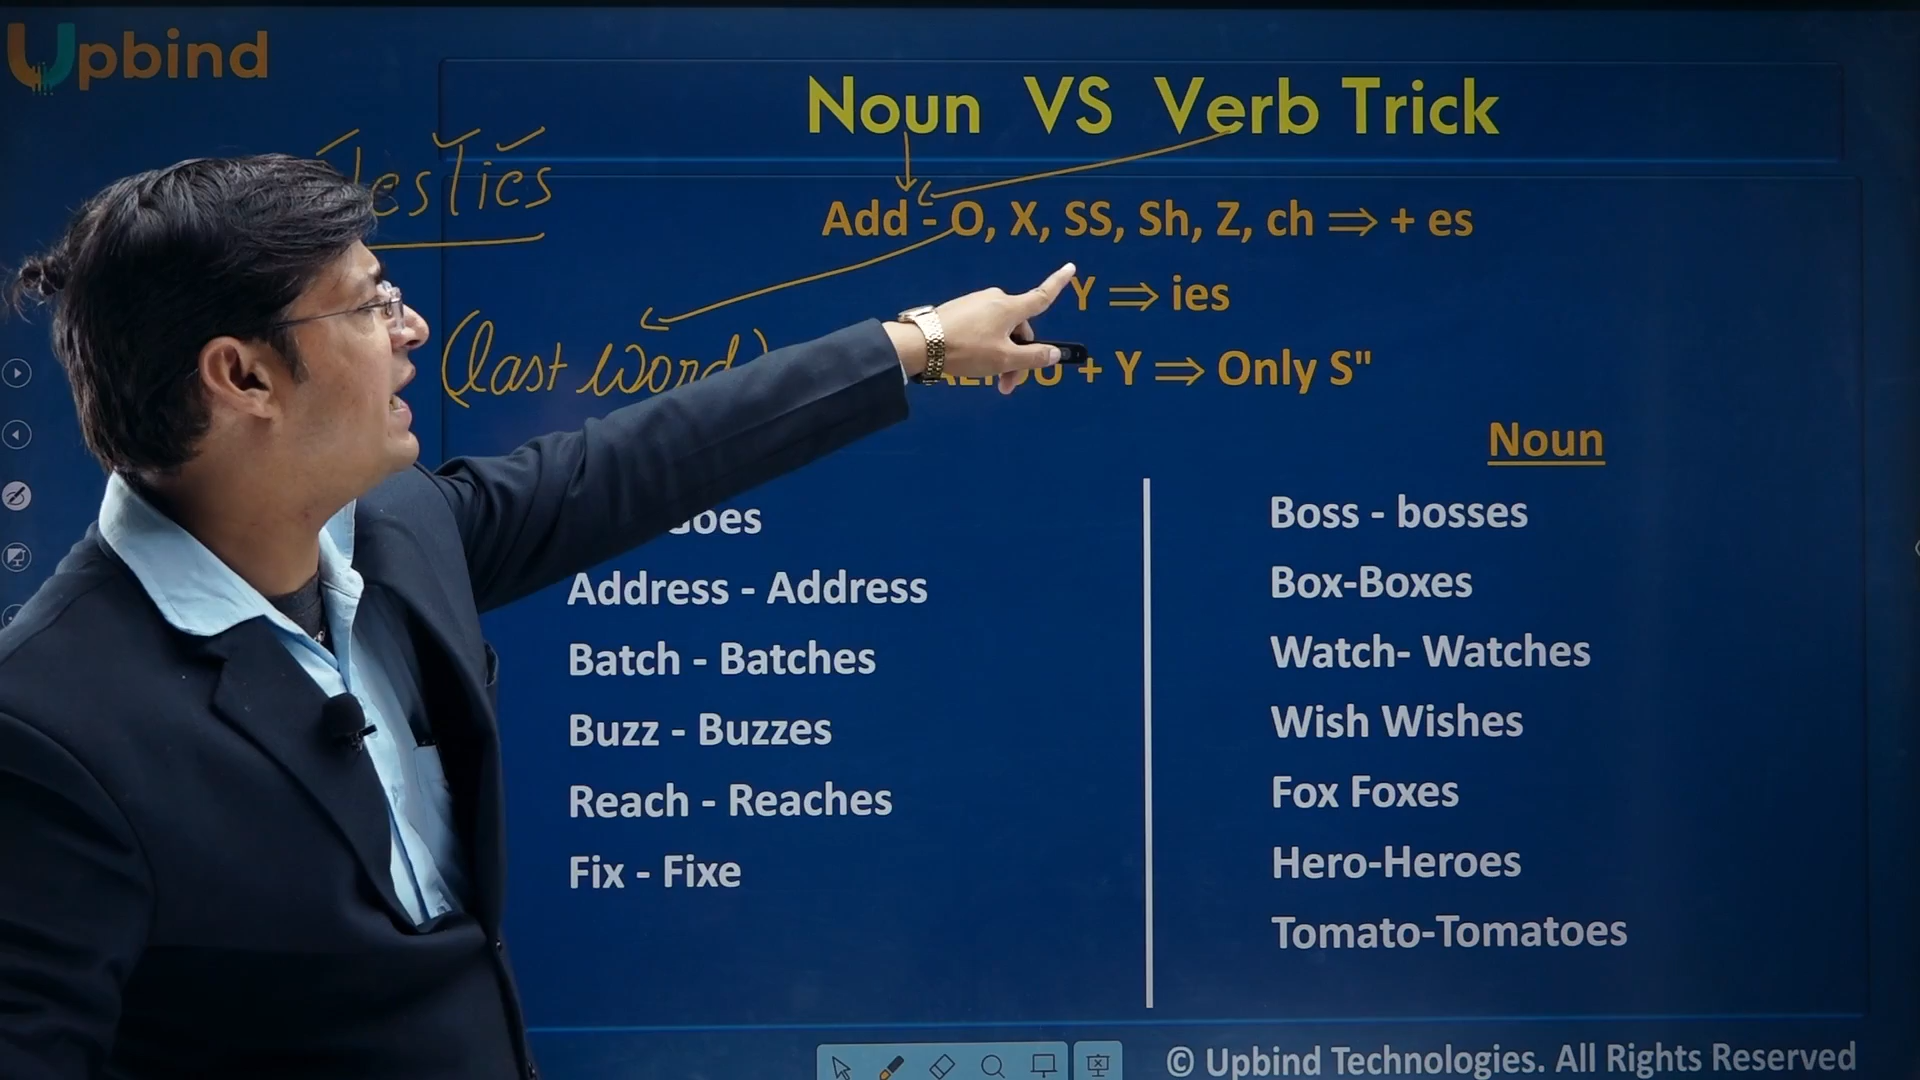 Upbind
Noun VS Verb Trick
Add - O, X, SS, Sh, Z, ch ⇒ + es
Y ⇒ ies
+ Y ⇒ Only S"
(last word)
Noun
Goes
Address - Address
Batch - Batches
Buzz - Buzzes
Reach - Reaches
Fix - Fixe
Boss - bosses
Box-Boxes
Watch- Watches
Wish Wishes
Fox Foxes
Hero-Heroes
Tomato-Tomatoes
© Upbind Technologies. All Rights Reserved